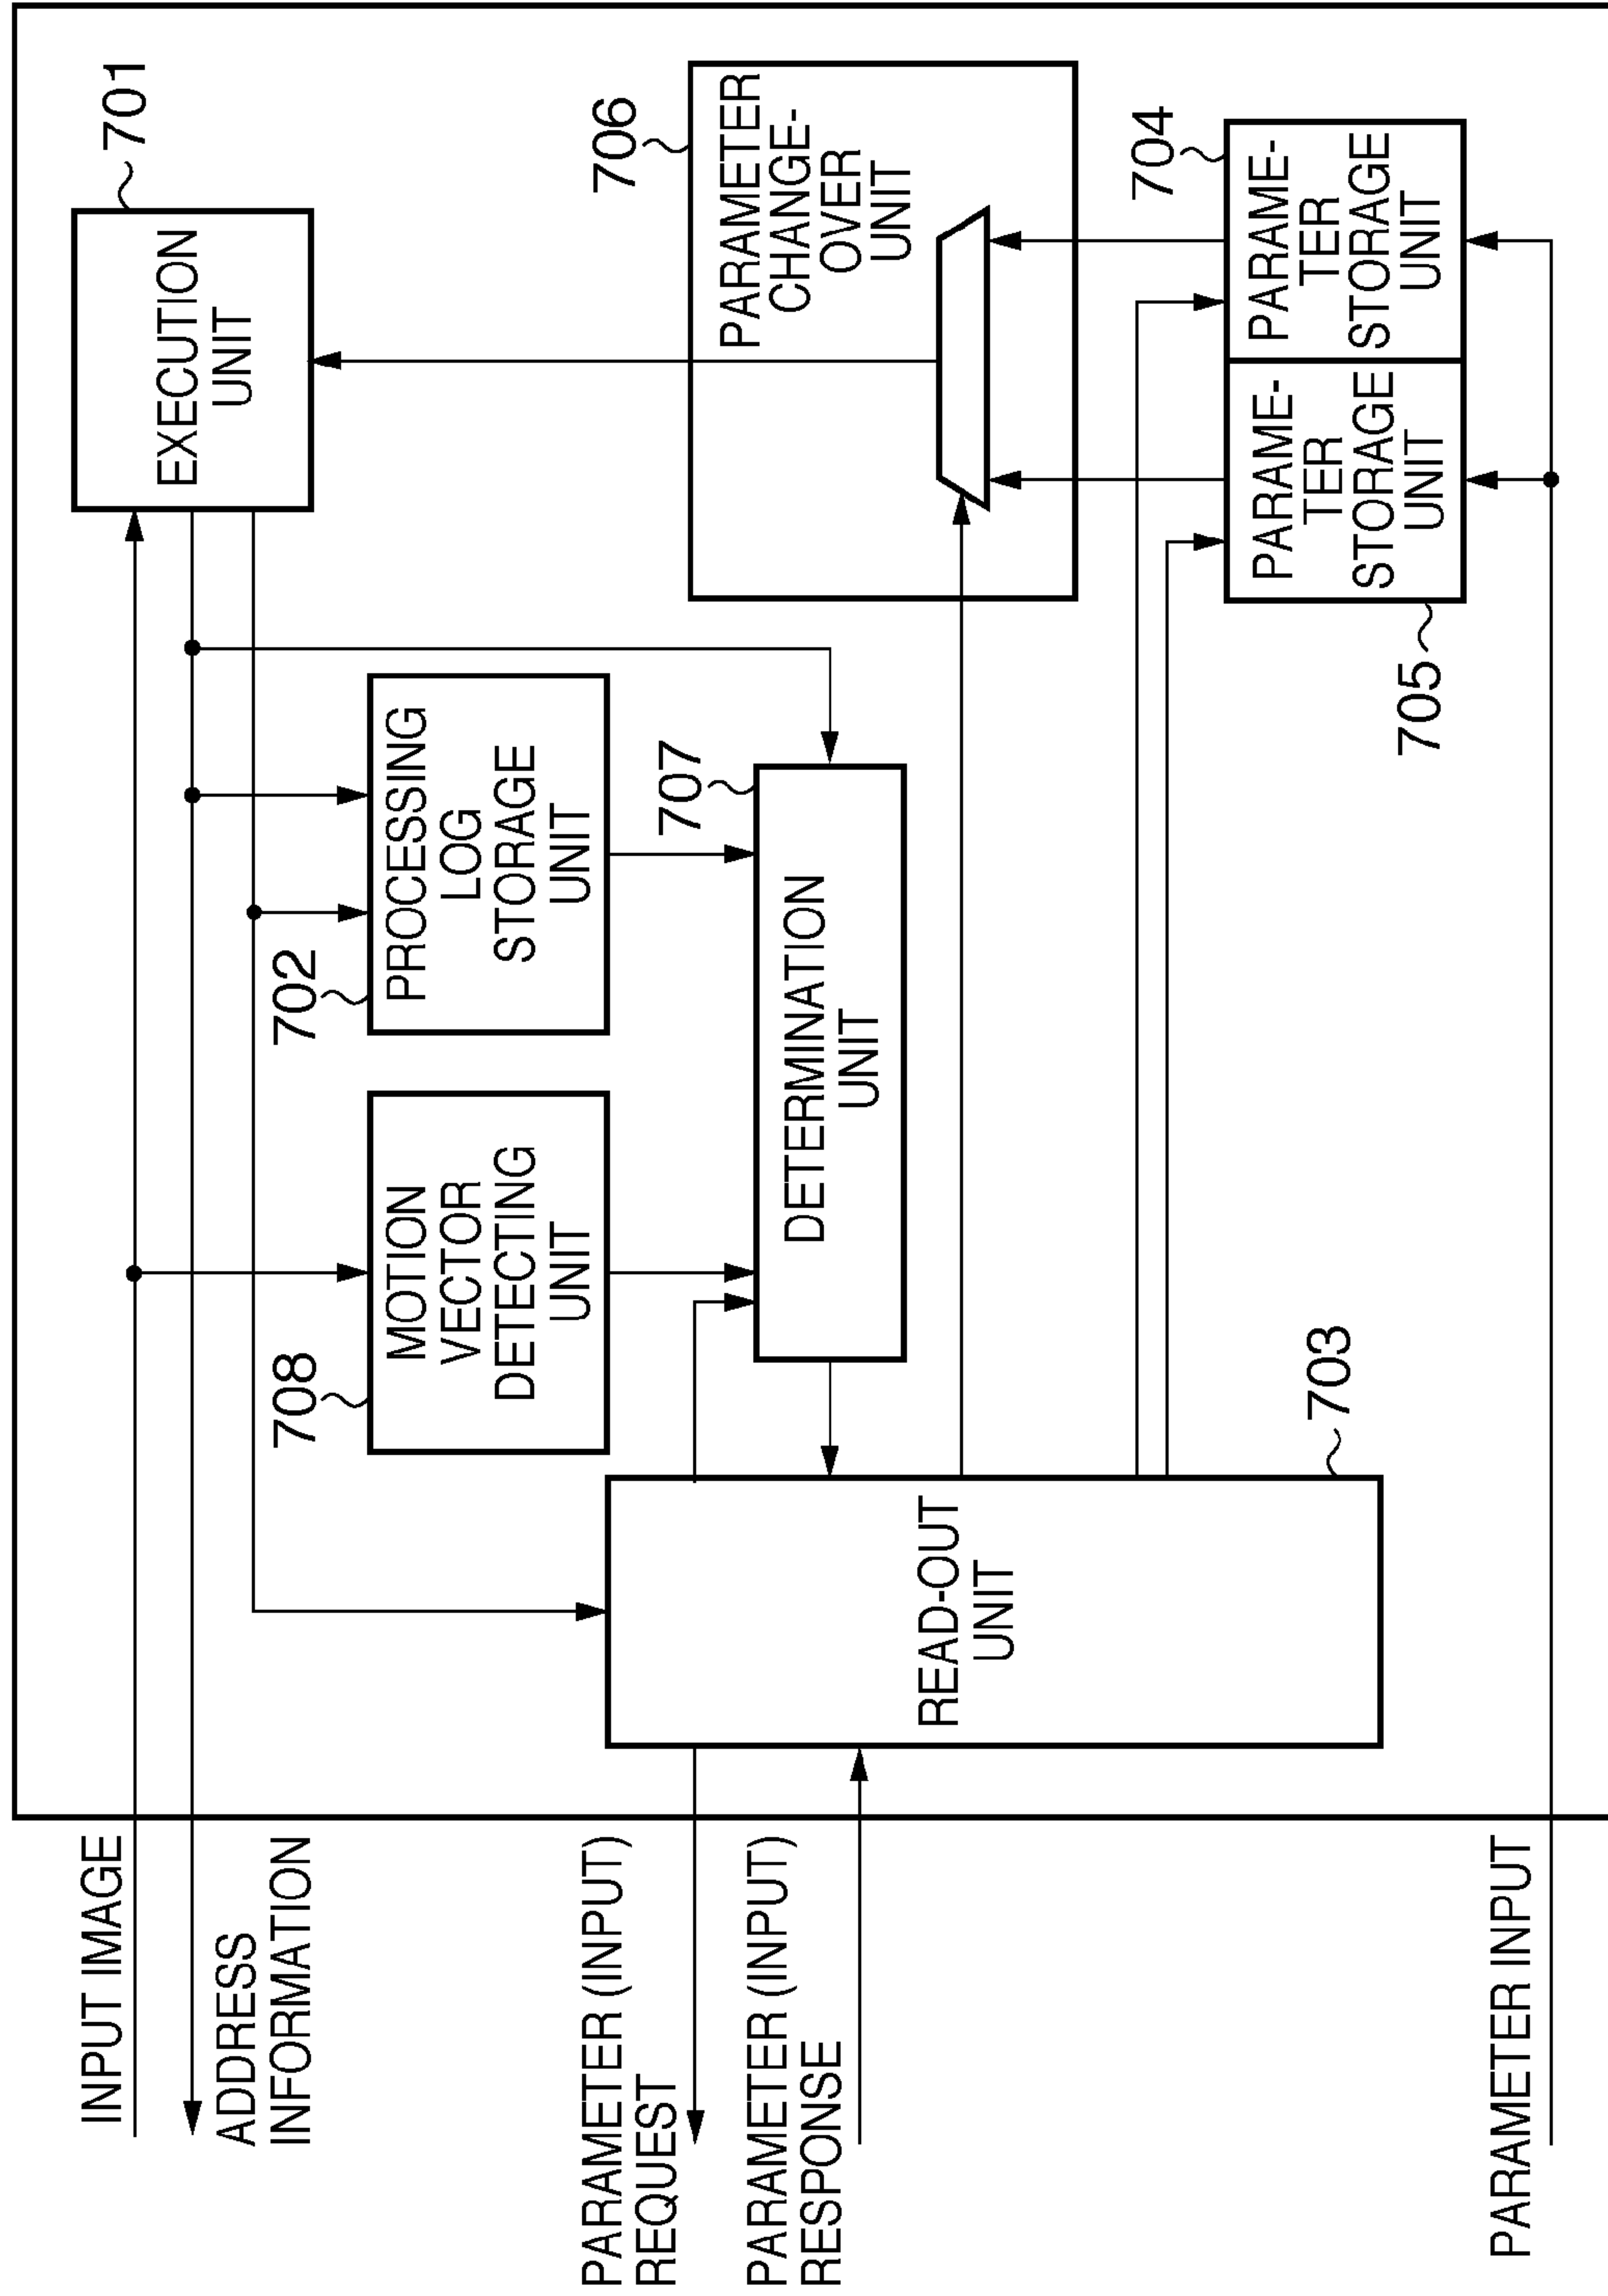 INPUT IMAGE
ADDRESS
INFORMATION
PARAMETER (INPUT)
REQUEST
PARAMETER (INPUT)
RESPONSE
PARAMETER INPUT
701
EXECUTION
UNIT
702
PROCESSING
LOG
STORAGE
UNIT
708
MOTION
VECTOR
DETECTING
UNIT
707
DETERMINATION
UNIT
703
READ-OUT
UNIT
706
PARAMETER
CHANGE-
OVER
UNIT
705
PARAME-
TER
STORAGE
UNIT
704
PARAME-
TER
STORAGE
UNIT